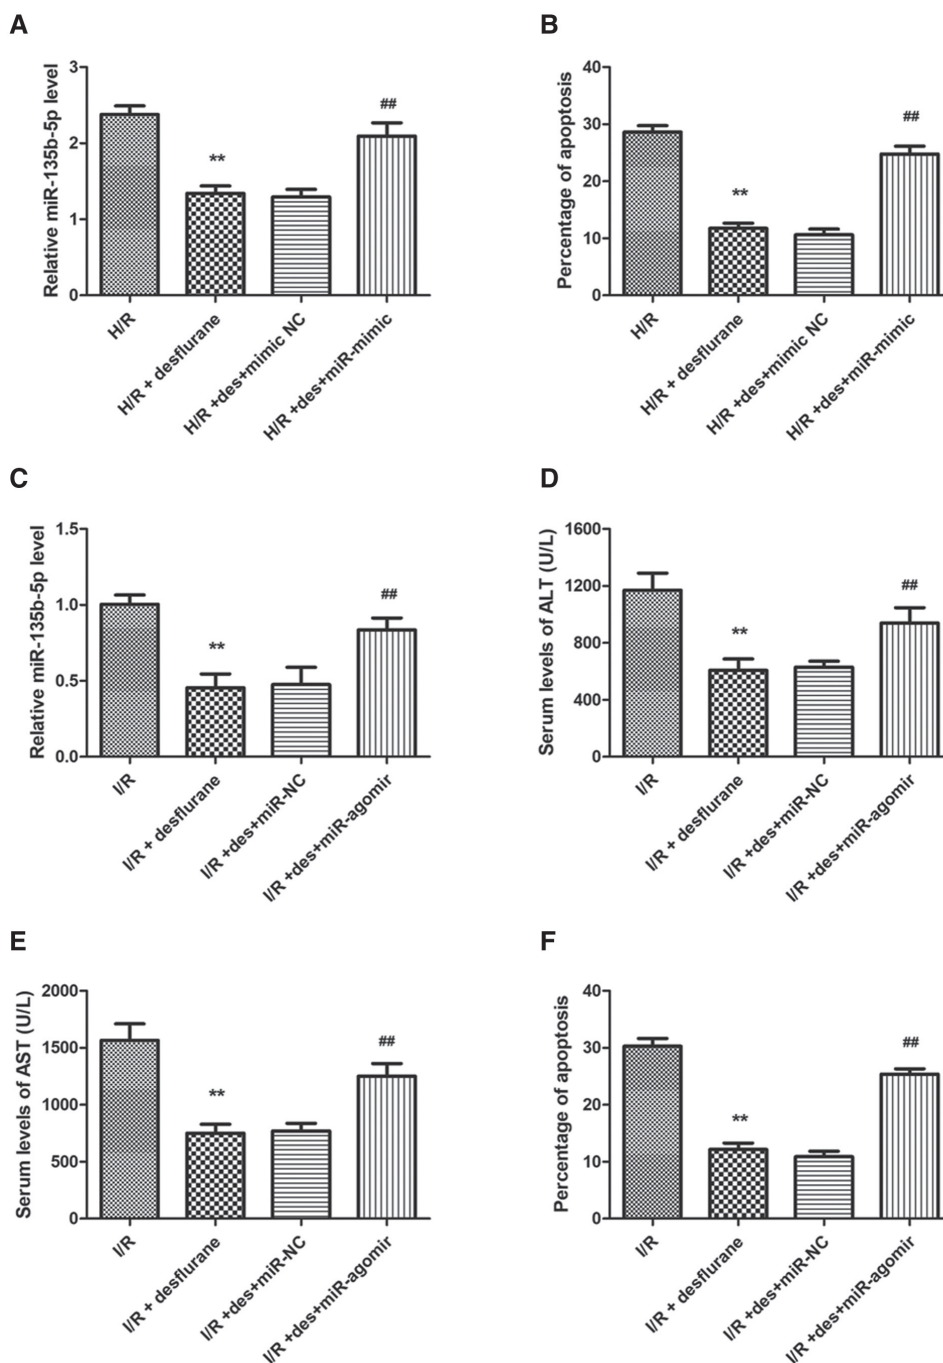 A
Relative miR-135b-5p level
3
2
1
0
**
##
H/R
H/R + desflurane
H/R +des+mimic NC
H/R +des+miR-mimic
B
Percentage of apoptosis
40
30
20
10
0
**
##
H/R
H/R + desflurane
H/R +des+mimic NC
H/R +des+miR-mimic
C
Relative miR-135b-5p level
1.5
1.0
0.5
0.0
**
##
I/R
I/R + desflurane
I/R +des+miR-NC
I/R +des+miR-agomir
D
Serum levels of ALT (U/L)
1600
1200
800
400
0
**
##
I/R
I/R + desflurane
I/R +des+miR-NC
I/R +des+miR-agomir
E
Serum levels of AST (U/L)
2000
1500
1000
500
0
**
##
I/R
I/R + desflurane
I/R +des+miR-NC
I/R +des+miR-agomir
F
Percentage of apoptosis
40
30
20
10
0
**
##
I/R
I/R + desflurane
I/R +des+miR-NC
I/R +des+miR-agomir